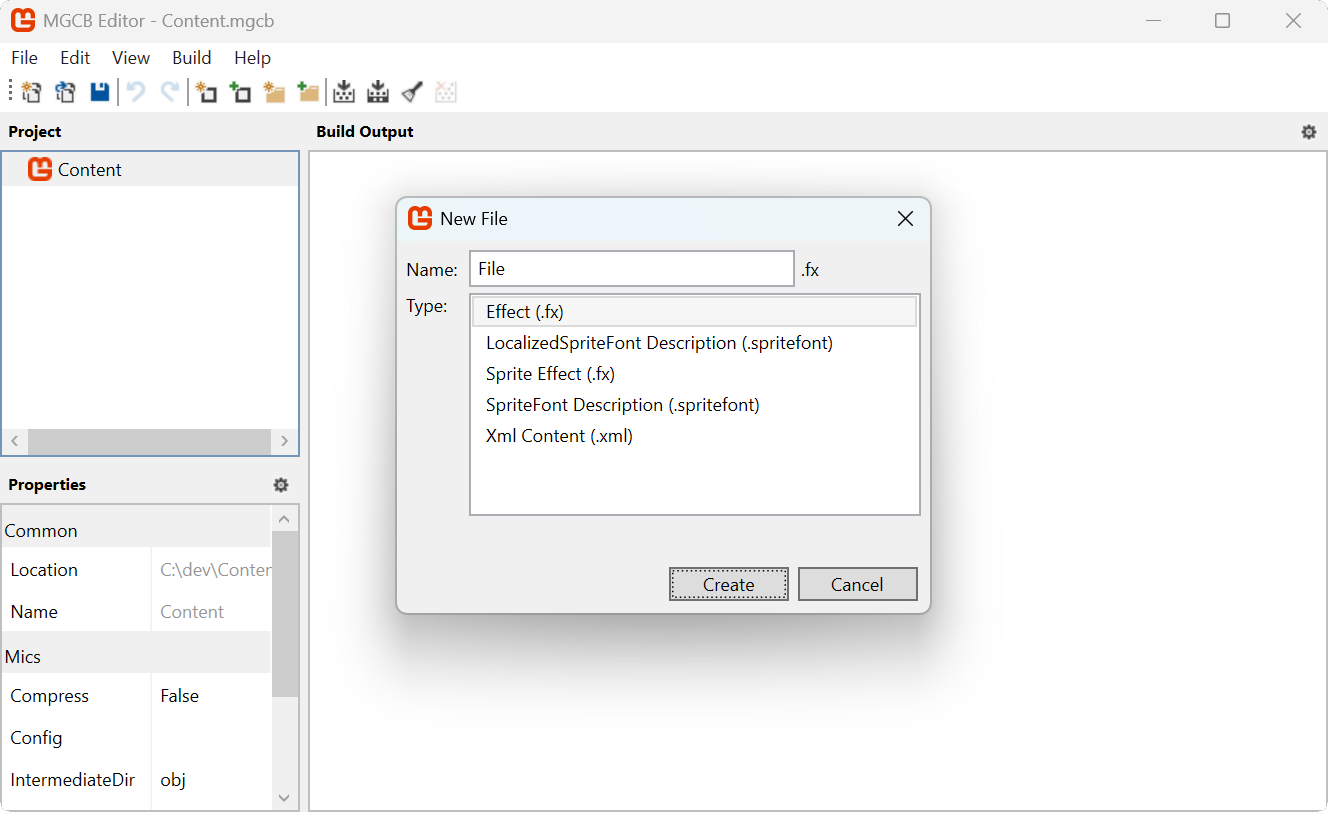 MGCB Editor - Content.mgcb
File Edit View Build Help
Project
Content
Build Output
New File
Name: File .fx
Type:
Effect (.fx)
LocalizedSpriteFont Description (.spritefont)
Sprite Effect (.fx)
SpriteFont Description (.spritefont)
Xml Content (.xml)
Create Cancel
Properties
Common
Location C:\dev\Conter
Name Content
Mics
Compress False
Config
IntermediateDir obj